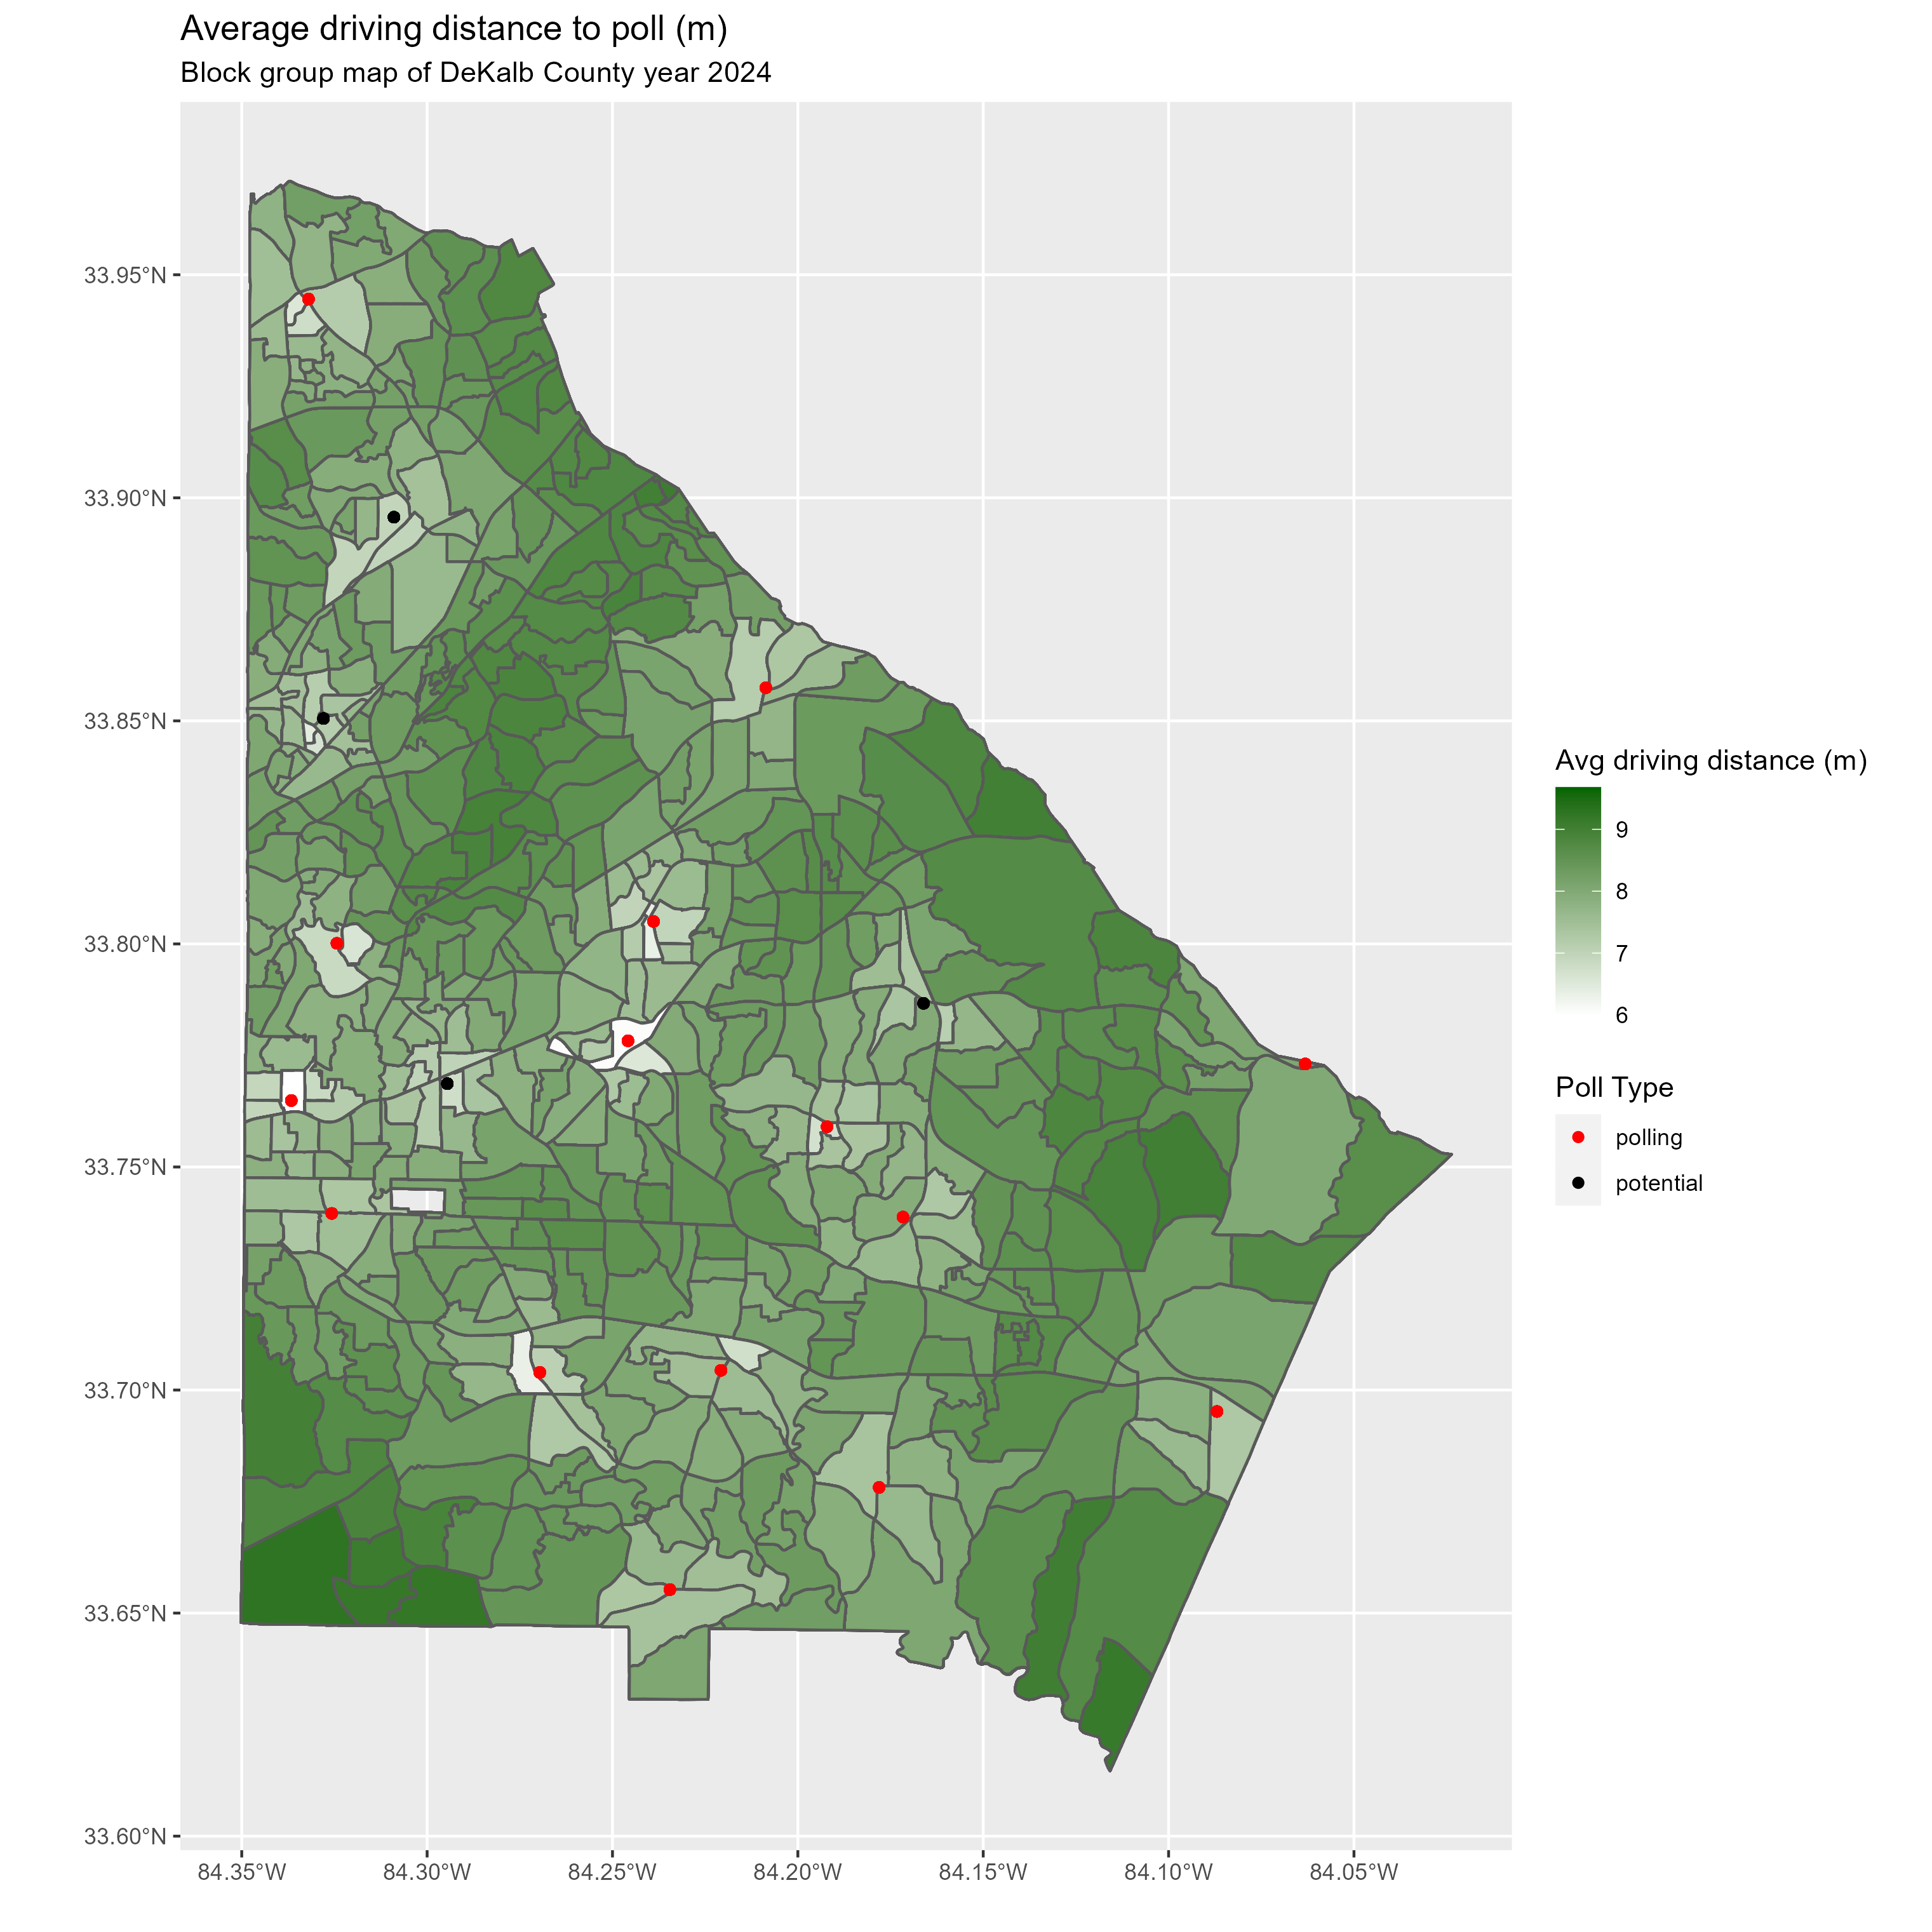 Average driving distance to poll (m)
Block group map of DeKalb County year 2024
33.95°N
33.90°N
33.85°N
33.80°N
33.75°N
33.70°N
33.65°N
33.60°N
84.35°W
84.30°W
84.25°W
84.20°W
84.15°W
84.10°W
84.05°W
Avg driving distance (m)
9
8
7
6
Poll Type
polling
potential